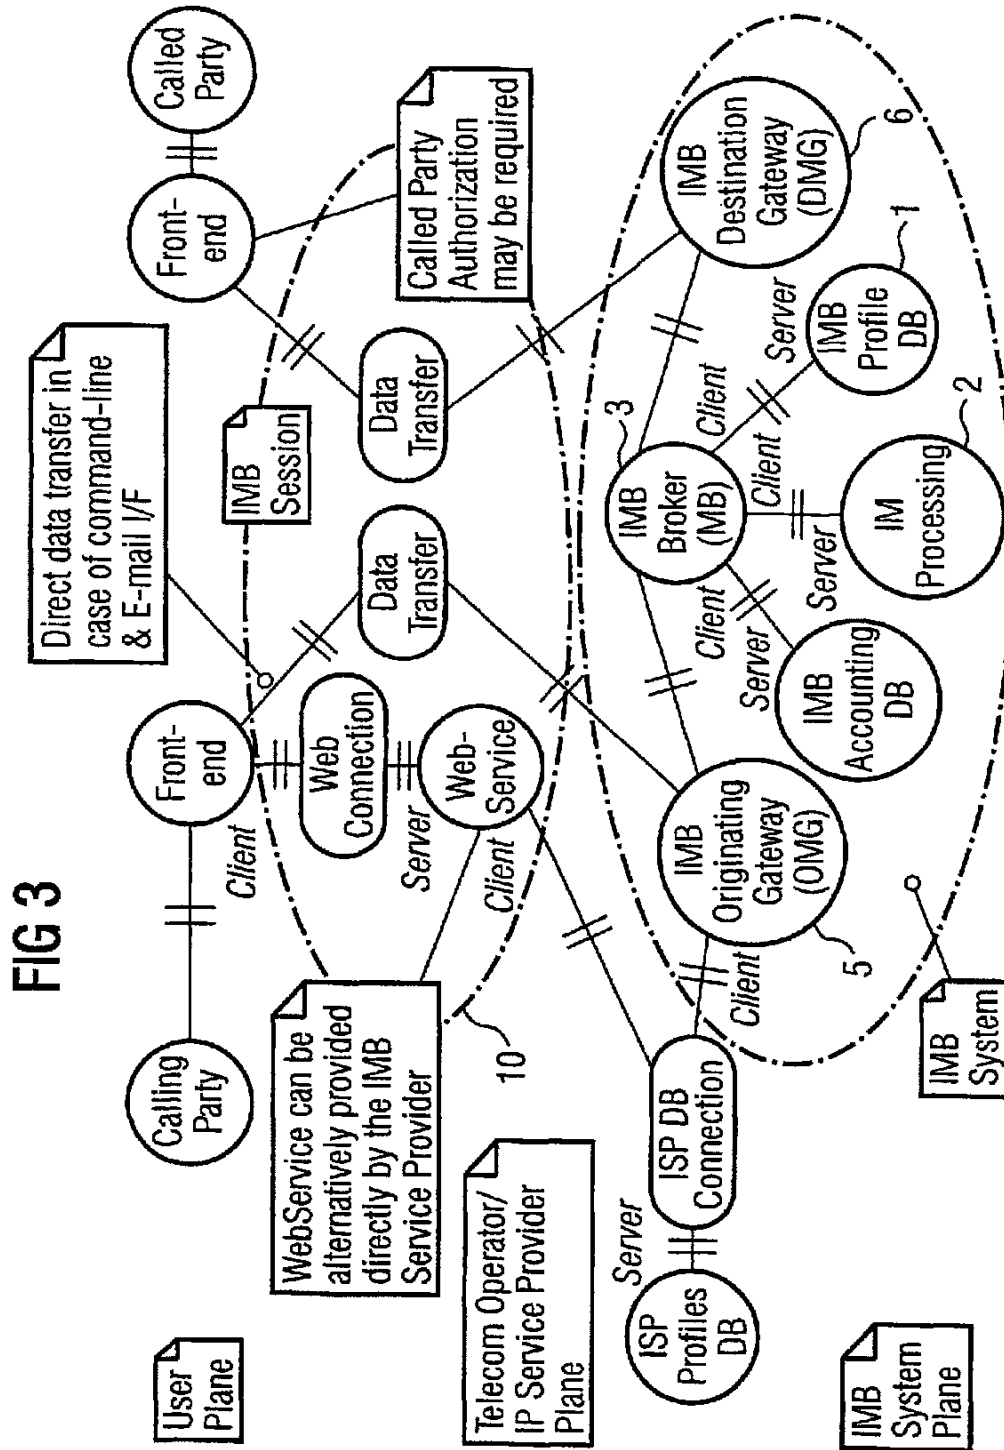 FIG 3
User
Plane
Calling
Party
Front-
end
Front-
end
Called
Party
Client
Direct data transfer in
case of command-line
& E-mail I/F
WebService can be
alternatively provided
directly by the IMB
Service Provider
Web
Connection
IMB
Session
Called Party
Authorization
may be required
Server
Data
Transfer
Data
Transfer
Web-
Service
Client
10
Telecom Operator/
IP Service Provider
Plane
Server
ISP
Profiles
DB
ISP DB
Connection
Client
IMB
Originating
Gateway
(OMG)
5
IMB
Broker
(MB)
3
IMB
Destination
Gateway
(DMG)
6
Client
Server
Client
Server
Client
Server
IMB
Accounting
DB
IM
Processing
2
IMB
Profile
DB
1
IMB
System
Plane
IMB
System